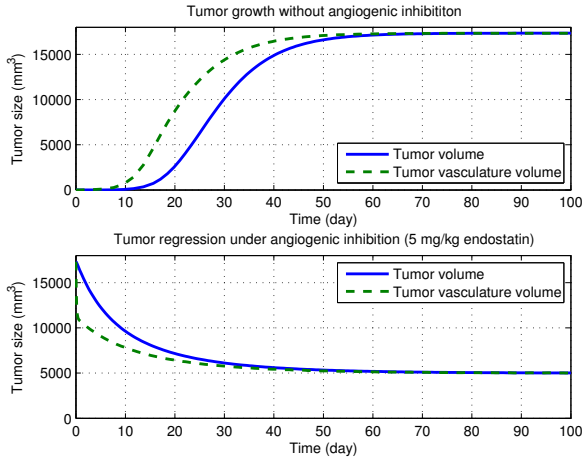 Tumor growth without angiogenic inhibititon
Tumor size (mm³)
15000
10000
5000
0
Tumor volume
Tumor vasculature volume
0 10 20 30 40 50 60 70 80 90 100
Time (day)
Tumor regression under angiogenic inhibition (5 mg/kg endostatin)
Tumor size (mm³)
15000
10000
5000
0
Tumor volume
Tumor vasculature volume
0 10 20 30 40 50 60 70 80 90 100
Time (day)